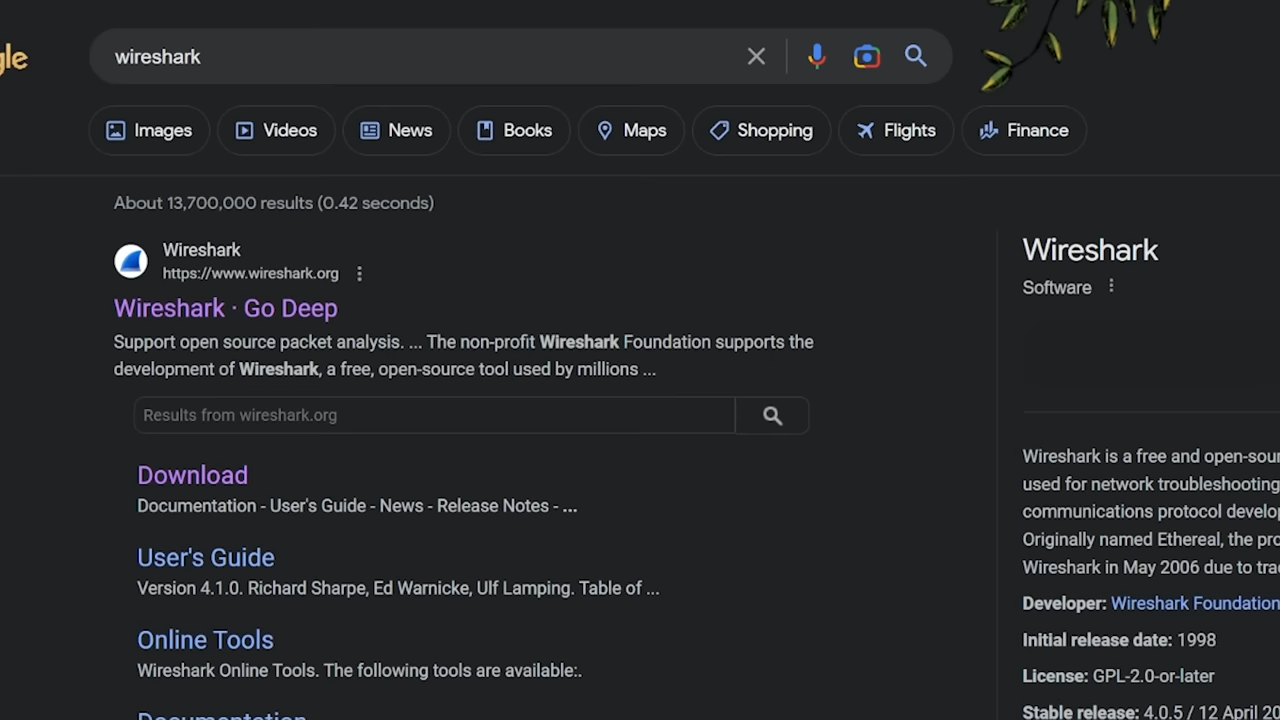 gle
wireshark
Images
Videos
News
Books
Maps
Shopping
Flights
Finance
About 13,700,000 results (0.42 seconds)
Wireshark
https://www.wireshark.org
Wireshark · Go Deep
Support open source packet analysis. ... The non-profit Wireshark Foundation supports the
development of Wireshark, a free, open-source tool used by millions ...
Results from wireshark.org
Download
Documentation - User's Guide - News - Release Notes - ...
User's Guide
Version 4.1.0. Richard Sharpe, Ed Warnicke, Ulf Lamping. Table of ...
Online Tools
Wireshark Online Tools. The following tools are available:.
Documentation
Wireshark
Software
Wireshark is a free and open-sour
used for network troubleshooting
communications protocol develop
Originally named Ethereal, the pro
Wireshark in May 2006 due to tra
Developer: Wireshark Foundation
Initial release date: 1998
License: GPL-2.0-or-later
Stable release: 4.0.5 / 12 April 20